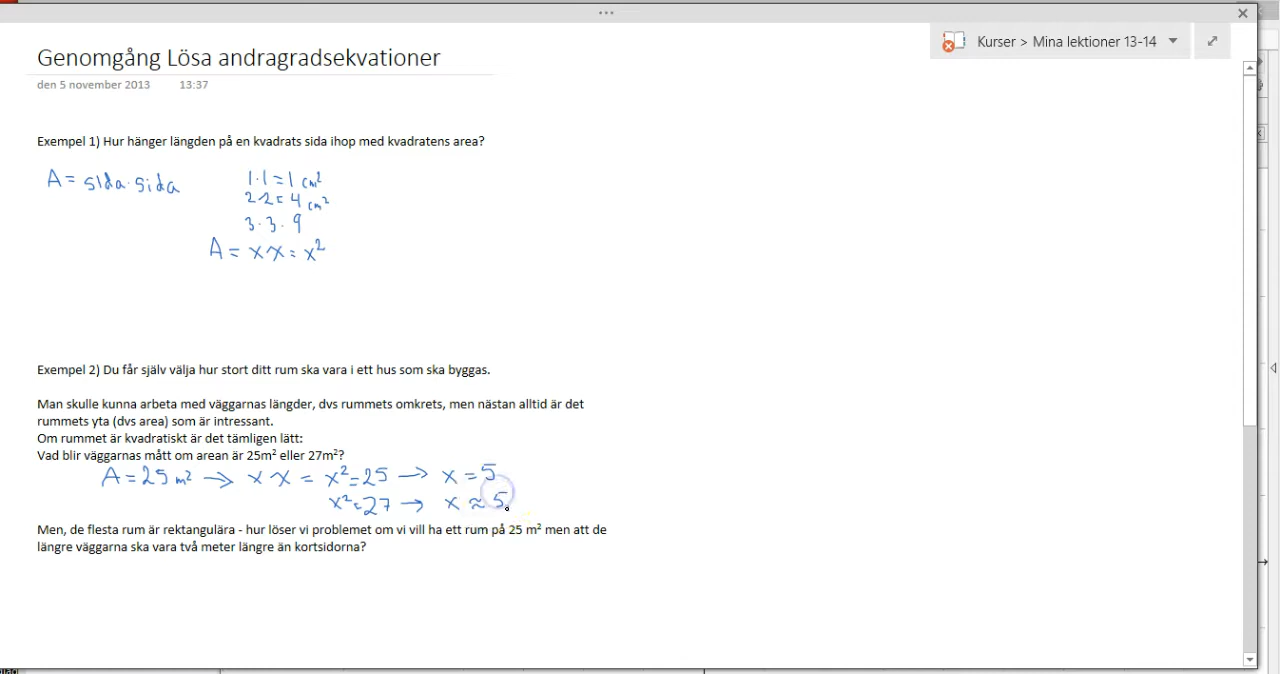 Kurser > Mina lektioner 13-14
Genomgång Lösa andragradsekvationer
den 5 november 2013 13:37
Exempel 1) Hur hänger längden på en kvadrats sida ihop med kvadratens area?
A = sida · sida
1·1 = 1 cm²
2·2 = 4 cm²
3·3· 9
A = x·x = x²
Exempel 2) Du får själv välja hur stort ditt rum ska vara i ett hus som ska byggas.
Man skulle kunna arbeta med väggarnas längder, dvs rummets omkrets, men nästan alltid är det
rummets yta (dvs area) som är intressant.
Om rummet är kvadratiskt är det tämligen lätt:
Vad blir väggarnas mått om arean är 25m² eller 27m²?
A = 25 m² → x·x = x² = 25 → x = 5
x² = 27 → x ≈ 5,
Men, de flesta rum är rektangulära - hur löser vi problemet om vi vill ha ett rum på 25 m² men att de
längre väggarna ska vara två meter längre än kortsidorna?